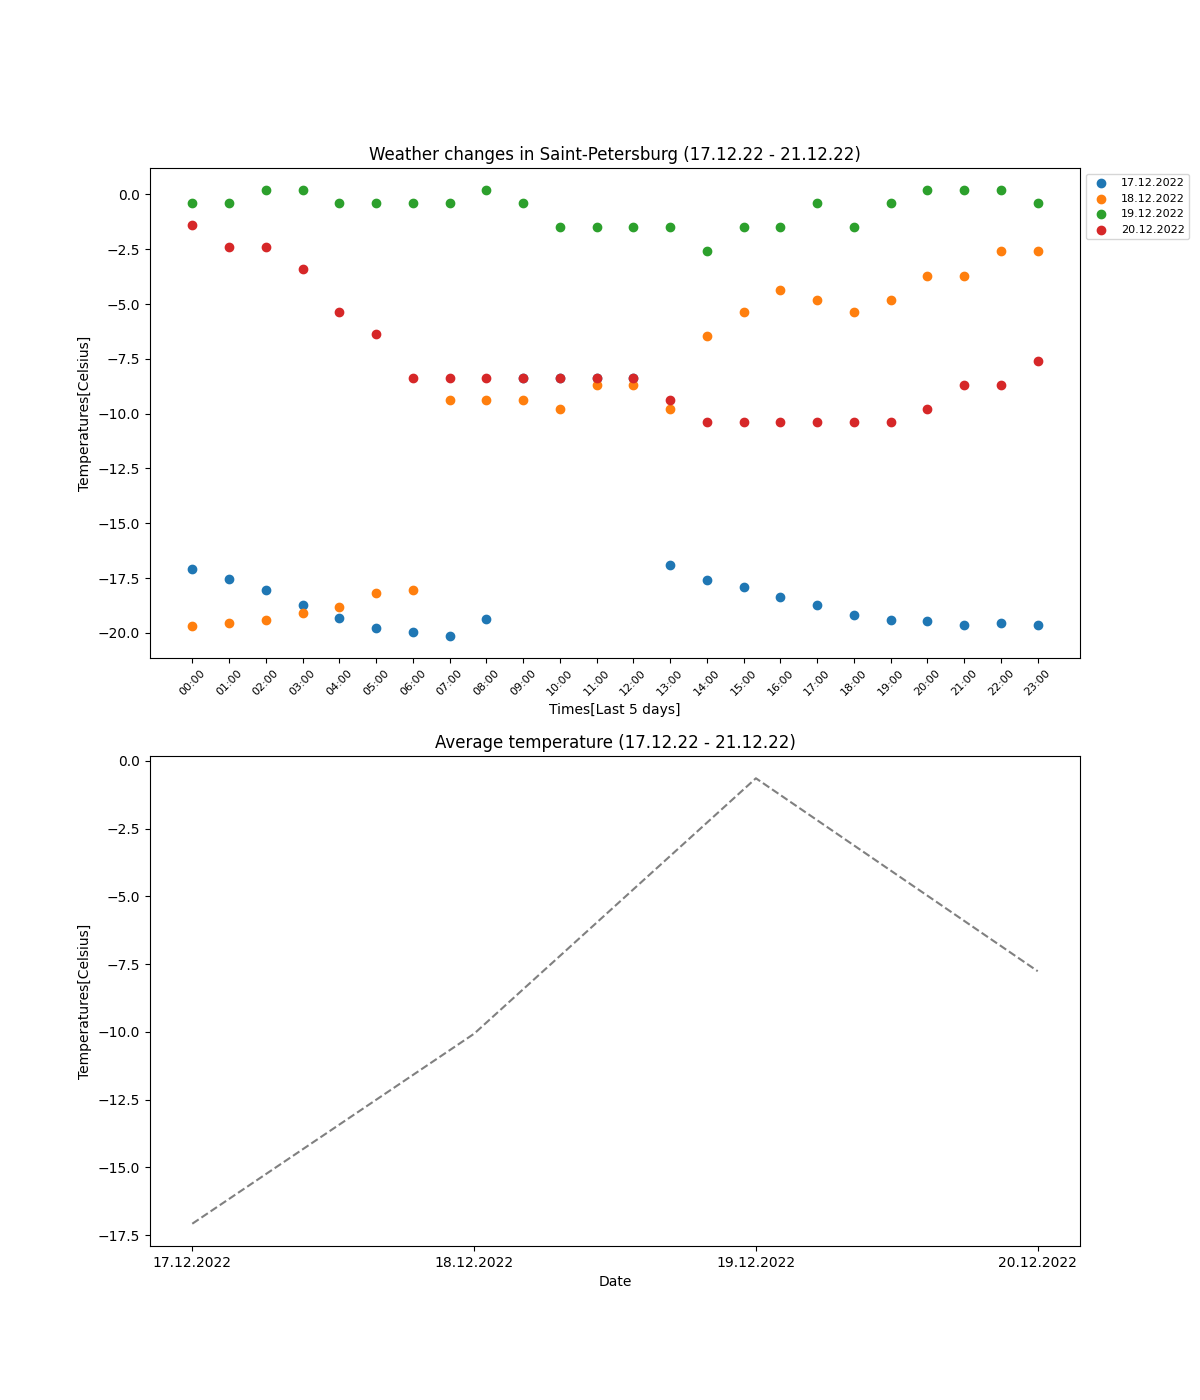 Weather changes in Saint-Petersburg (17.12.22 - 21.12.22)
17.12.2022
18.12.2022
19.12.2022
20.12.2022
Temperatures[Celsius]
0.0
−2.5
−5.0
−7.5
−10.0
−12.5
−15.0
−17.5
−20.0
00:00 01:00 02:00 03:00 04:00 05:00 06:00 07:00 08:00 09:00 10:00 11:00 12:00 13:00 14:00 15:00 16:00 17:00 18:00 19:00 20:00 21:00 22:00 23:00
Times[Last 5 days]
Average temperature (17.12.22 - 21.12.22)
Temperatures[Celsius]
0.0
−2.5
−5.0
−7.5
−10.0
−12.5
−15.0
−17.5
17.12.2022 18.12.2022 19.12.2022 20.12.2022
Date